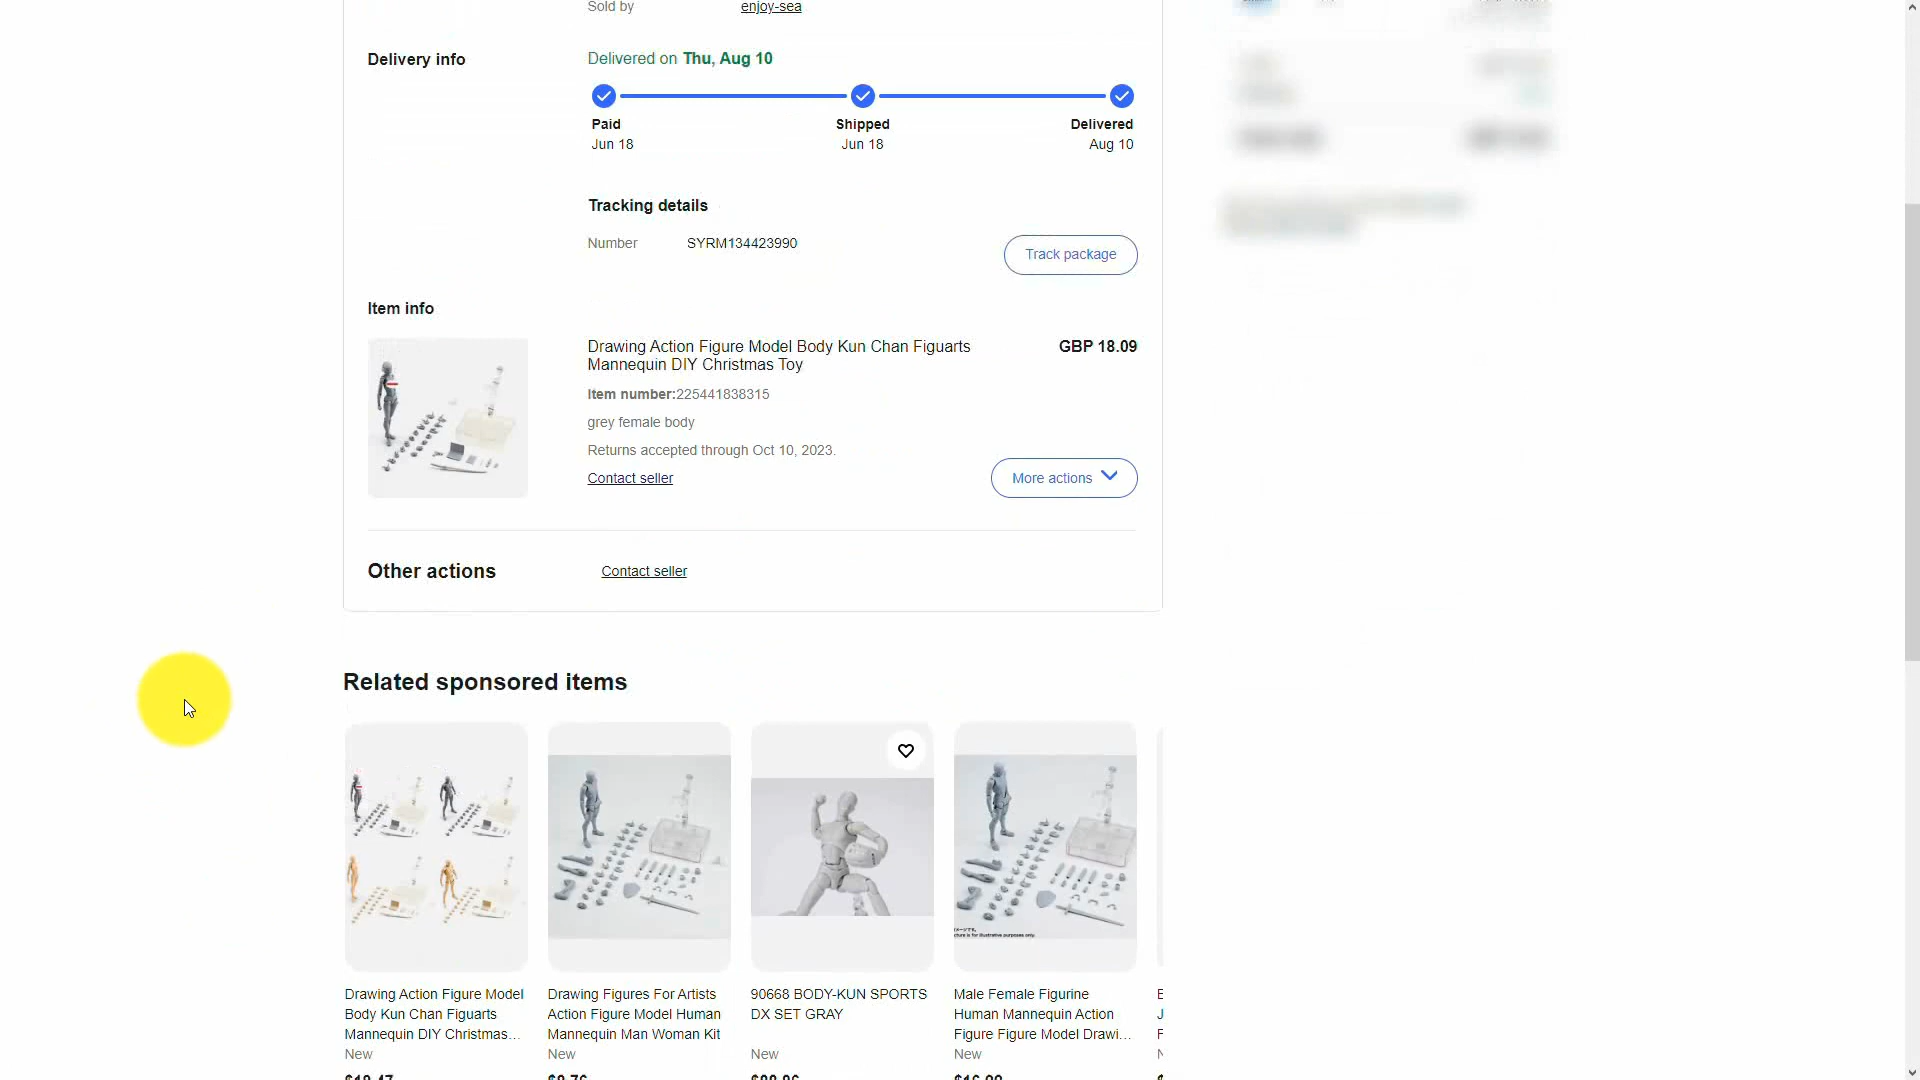 Sold by enjoy-sea
Delivery info
Delivered on Thu, Aug 10
Paid Shipped Delivered
Jun 18 Jun 18 Aug 10
Tracking details
Number SYRM134423990
Track package
Item info
Drawing Action Figure Model Body Kun Chan Figuarts GBP 18.09
Mannequin DIY Christmas Toy
Item number:225441838315
grey female body
Returns accepted through Oct 10, 2023.
Contact seller
More actions
Other actions
Contact seller
Related sponsored items
Drawing Action Figure Model
Body Kun Chan Figuarts
Mannequin DIY Christmas...
New
Drawing Figures For Artists
Action Figure Model Human
Mannequin Man Woman Kit
New
90668 BODY-KUN SPORTS
DX SET GRAY
New
Male Female Figurine
Human Mannequin Action
Figure Figure Model Drawi...
New